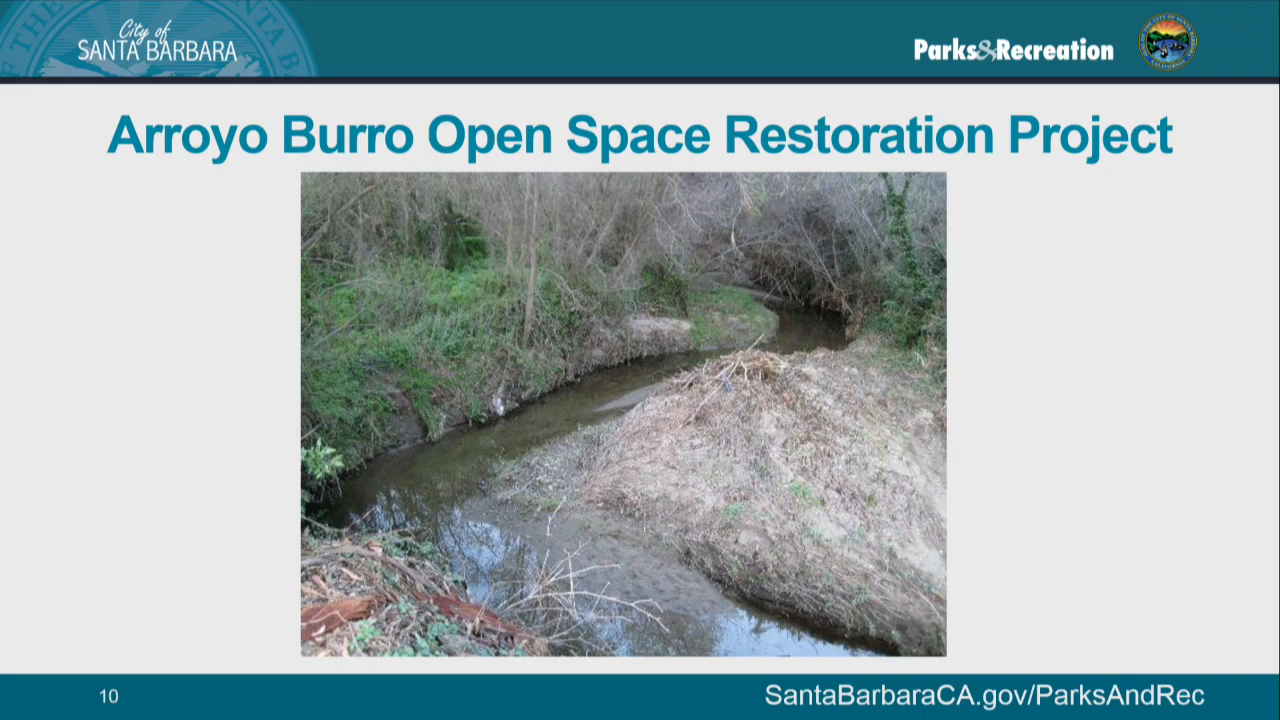 City of
SANTA BARBARA
Parks&Recreation
Arroyo Burro Open Space Restoration Project
10
SantaBarbaraCA.gov/ParksAndRec